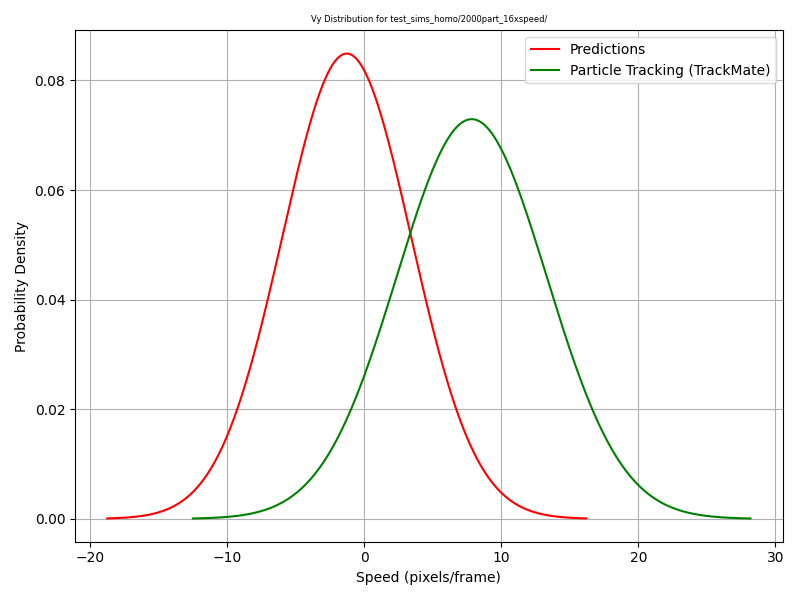 Vy Distribution for test_sims_homo/2000part_16xspeed/
Predictions
Particle Tracking (TrackMate)
0.08
0.06
0.04
0.02
0.00
Probability Density
−20
−10
0
10
20
30
Speed (pixels/frame)